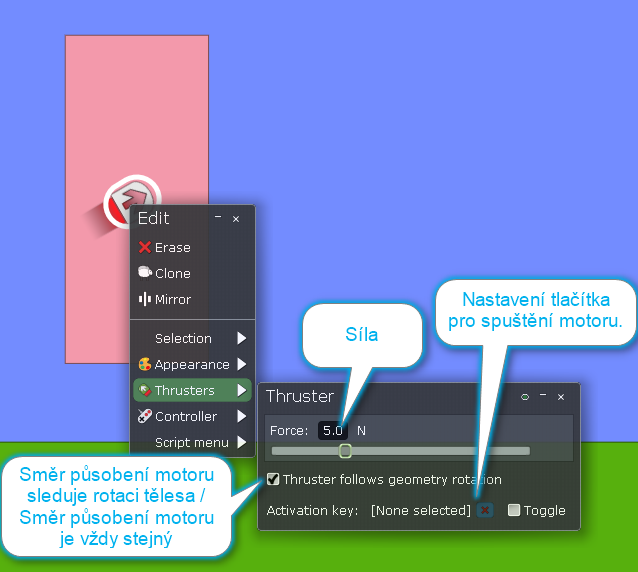 Edit
Erase
Clone
Mirror
Selection
Appearance
Thrusters
Controller
Script menu
Síla
Nastavení tlačítka
pro spuštění motoru.
Thruster
Force: 5.0 N
Thruster follows geometry rotation
Activation key: [None selected] Toggle
Směr působení motoru
sleduje rotaci tělesa /
Směr působení motoru
je vždy stejný